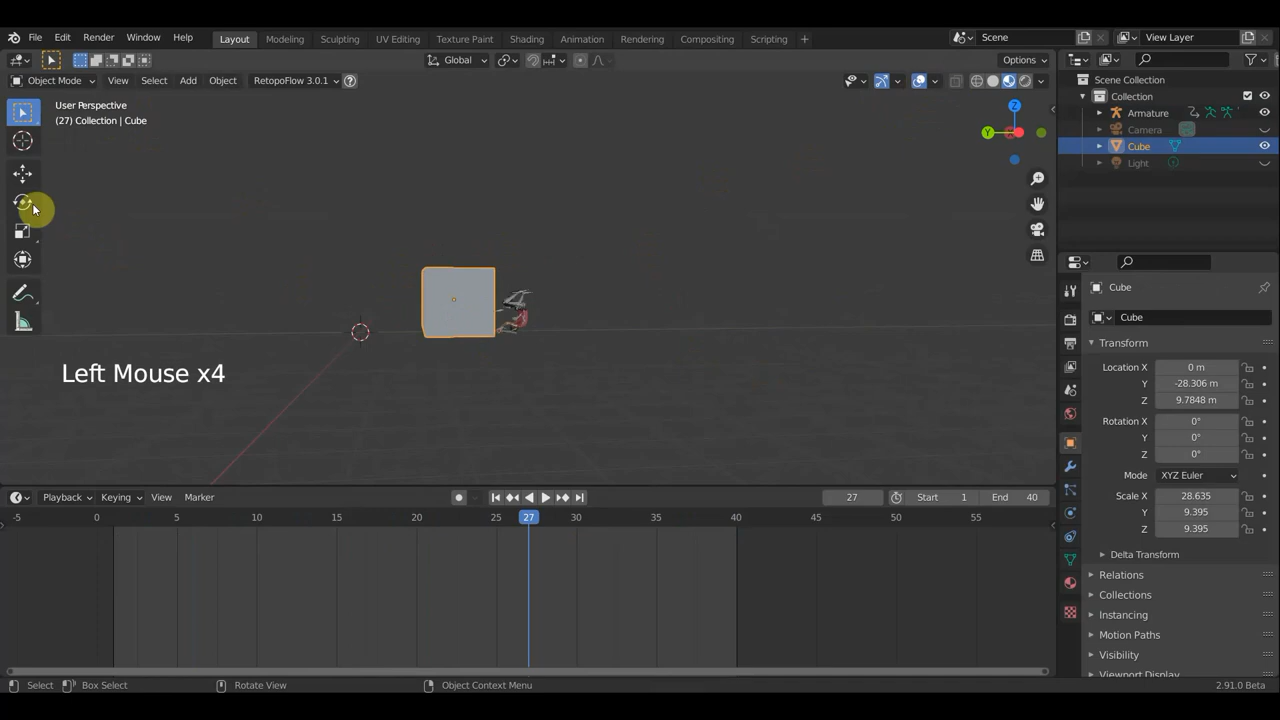 File Edit Render Window Help Layout Modeling Sculpting UV Editing Texture Paint Shading Animation Rendering Compositing Scripting + Scene View Layer
Global Options
Object Mode View Select Add Object RetopoFlow 3.0.1
User Perspective
(27) Collection | Cube
Z
Y
Scene Collection
Collection
Armature
Camera
Cube
Light
Left Mouse x4
Cube
Cube
Transform
Location X 0 m
Y -28.306 m
Z 9.7848 m
Rotation X 0°
Y 0°
Z 0°
Mode XYZ Euler
Scale X 28.635
Y 9.395
Z 9.395
Delta Transform
Relations
Collections
Instancing
Motion Paths
Visibility
Viewport Display
Playback Keying View Marker 27 Start 1 End 40
-5 0 5 10 15 20 25 27 30 35 40 45 50 55
Select Box Select Rotate View Object Context Menu 2.91.0 Beta